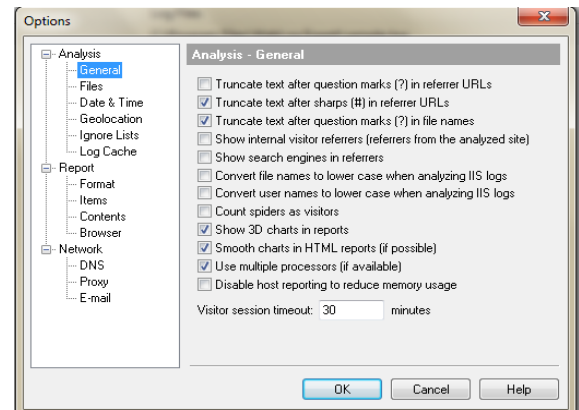 Options
Analysis
General
Files
Date & Time
Geolocation
Ignore Lists
Log Cache
Report
Format
Items
Contents
Browser
Network
DNS
Proxy
E-mail
Analysis - General
Truncate text after question marks (?) in referrer URLs
Truncate text after sharps (#) in referrer URLs
Truncate text after question marks (?) in file names
Show internal visitor referrers (referrers from the analyzed site)
Show search engines in referrers
Convert file names to lower case when analyzing IIS logs
Convert user names to lower case when analyzing IIS logs
Count spiders as visitors
Show 3D charts in reports
Smooth charts in HTML reports (if possible)
Use multiple processors (if available)
Disable host reporting to reduce memory usage
Visitor session timeout: 30 minutes
OK Cancel Help